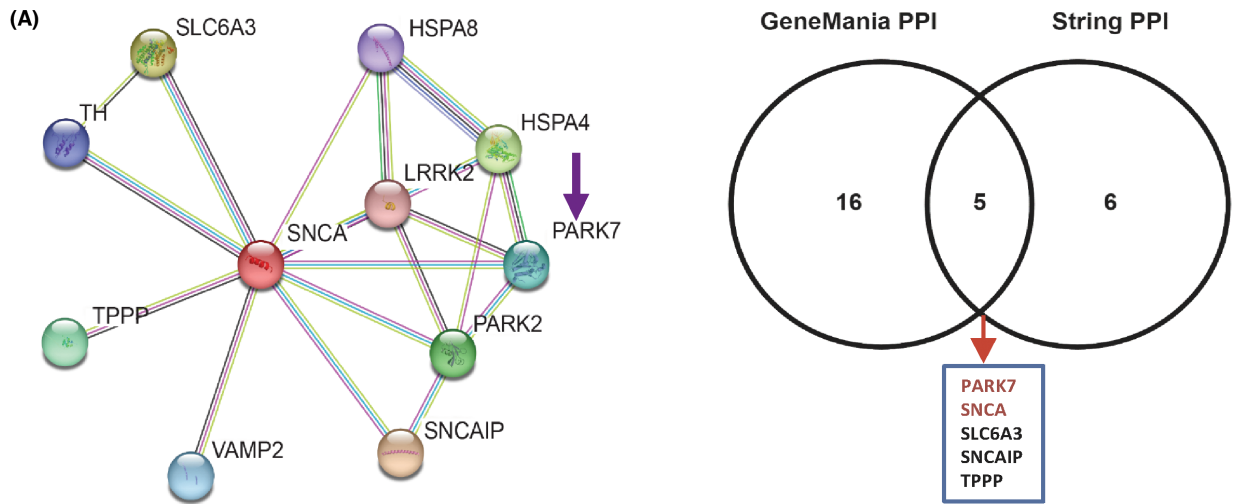 (A)
SLC6A3
HSPA8
TH
HSPA4
LRRK2
PARK7
SNCA
TPPP
PARK2
VAMP2
SNCAIP
GeneMania PPI
String PPI
16
5
6
PARK7
SNCA
SLC6A3
SNCAIP
TPPP